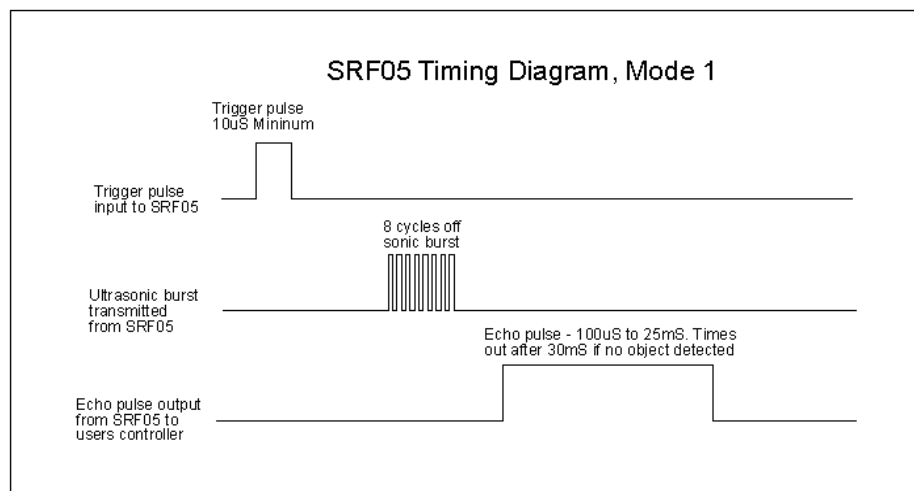 SRF05 Timing Diagram, Mode 1
Trigger pulse
10uS Mininum
Trigger pulse
input to SRF05
8 cycles off
sonic burst
Ultrasonic burst
transmitted
from SRF05
Echo pulse - 100uS to 25mS. Times
out after 30mS if no object detected
Echo pulse output
from SRF05 to
users controller